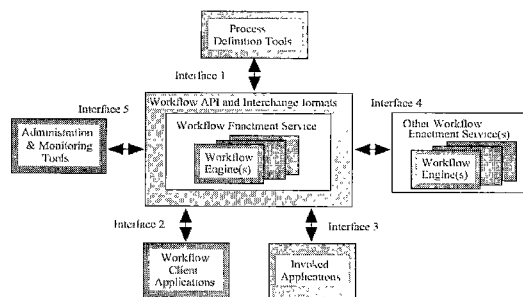 Process
Definition Tools
Interface 1
Interface 5
Workflow API and Interchange formats
Interface 4
Administration
& Monitoring
Tools
Workflow Enactment Service
Workflow
Engine(s)
Other Workflow
Enactment Service(s)
Workflow
Engine(s)
Interface 2
Interface 3
Workflow
Client
Applications
Invoked
Applications